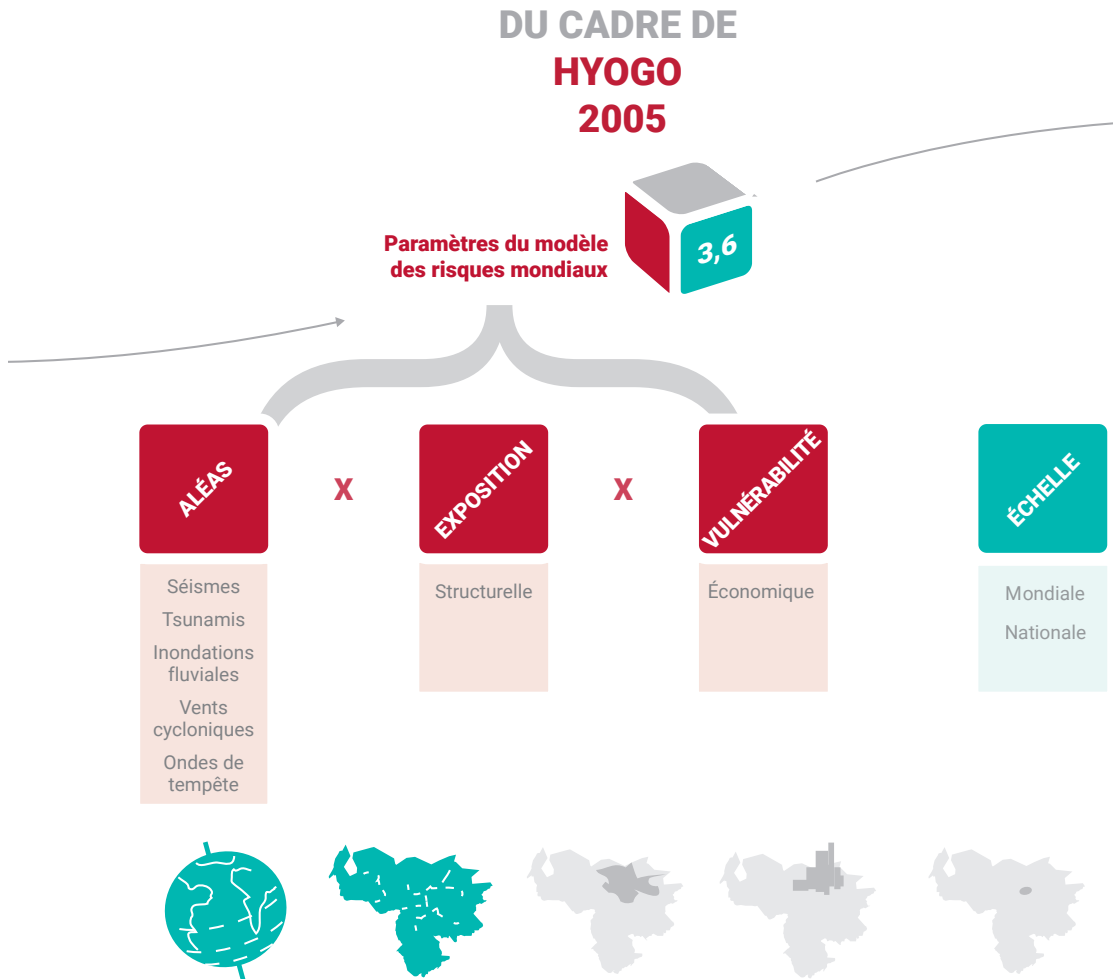 DU CADRE DE
HYOGO
2005
Paramètres du modèle
des risques mondiaux
3,6
ALÉAS
X
EXPOSITION
X
VULNÉRABILITÉ
ÉCHELLE
Séismes
Tsunamis
Inondations
fluviales
Vents
cycloniques
Ondes de
tempête
Structurelle
Économique
Mondiale
Nationale